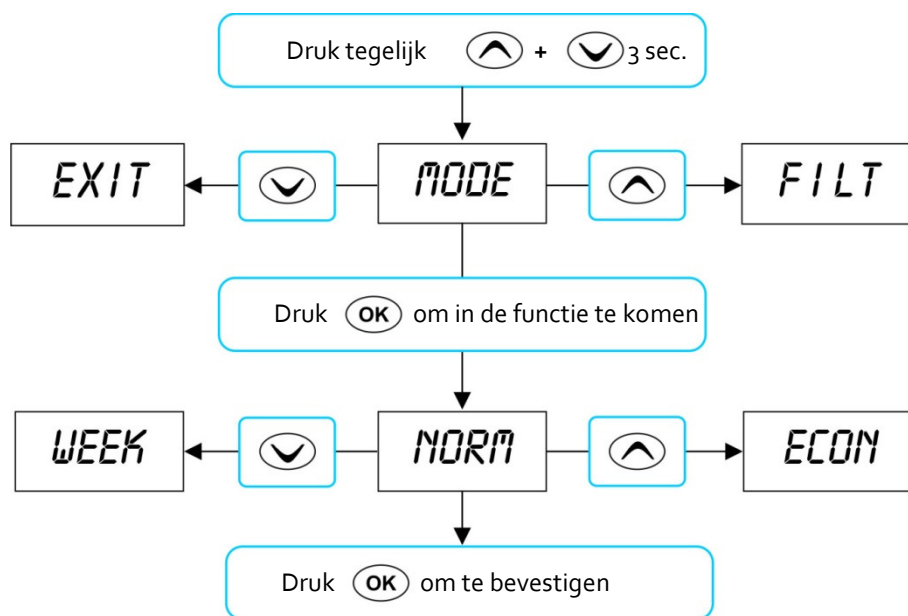 Druk tegelijk + 3 sec.
EXIT MODE FILT
Druk OK om in de functie te komen
WEEK NORM ECON
Druk OK om te bevestigen